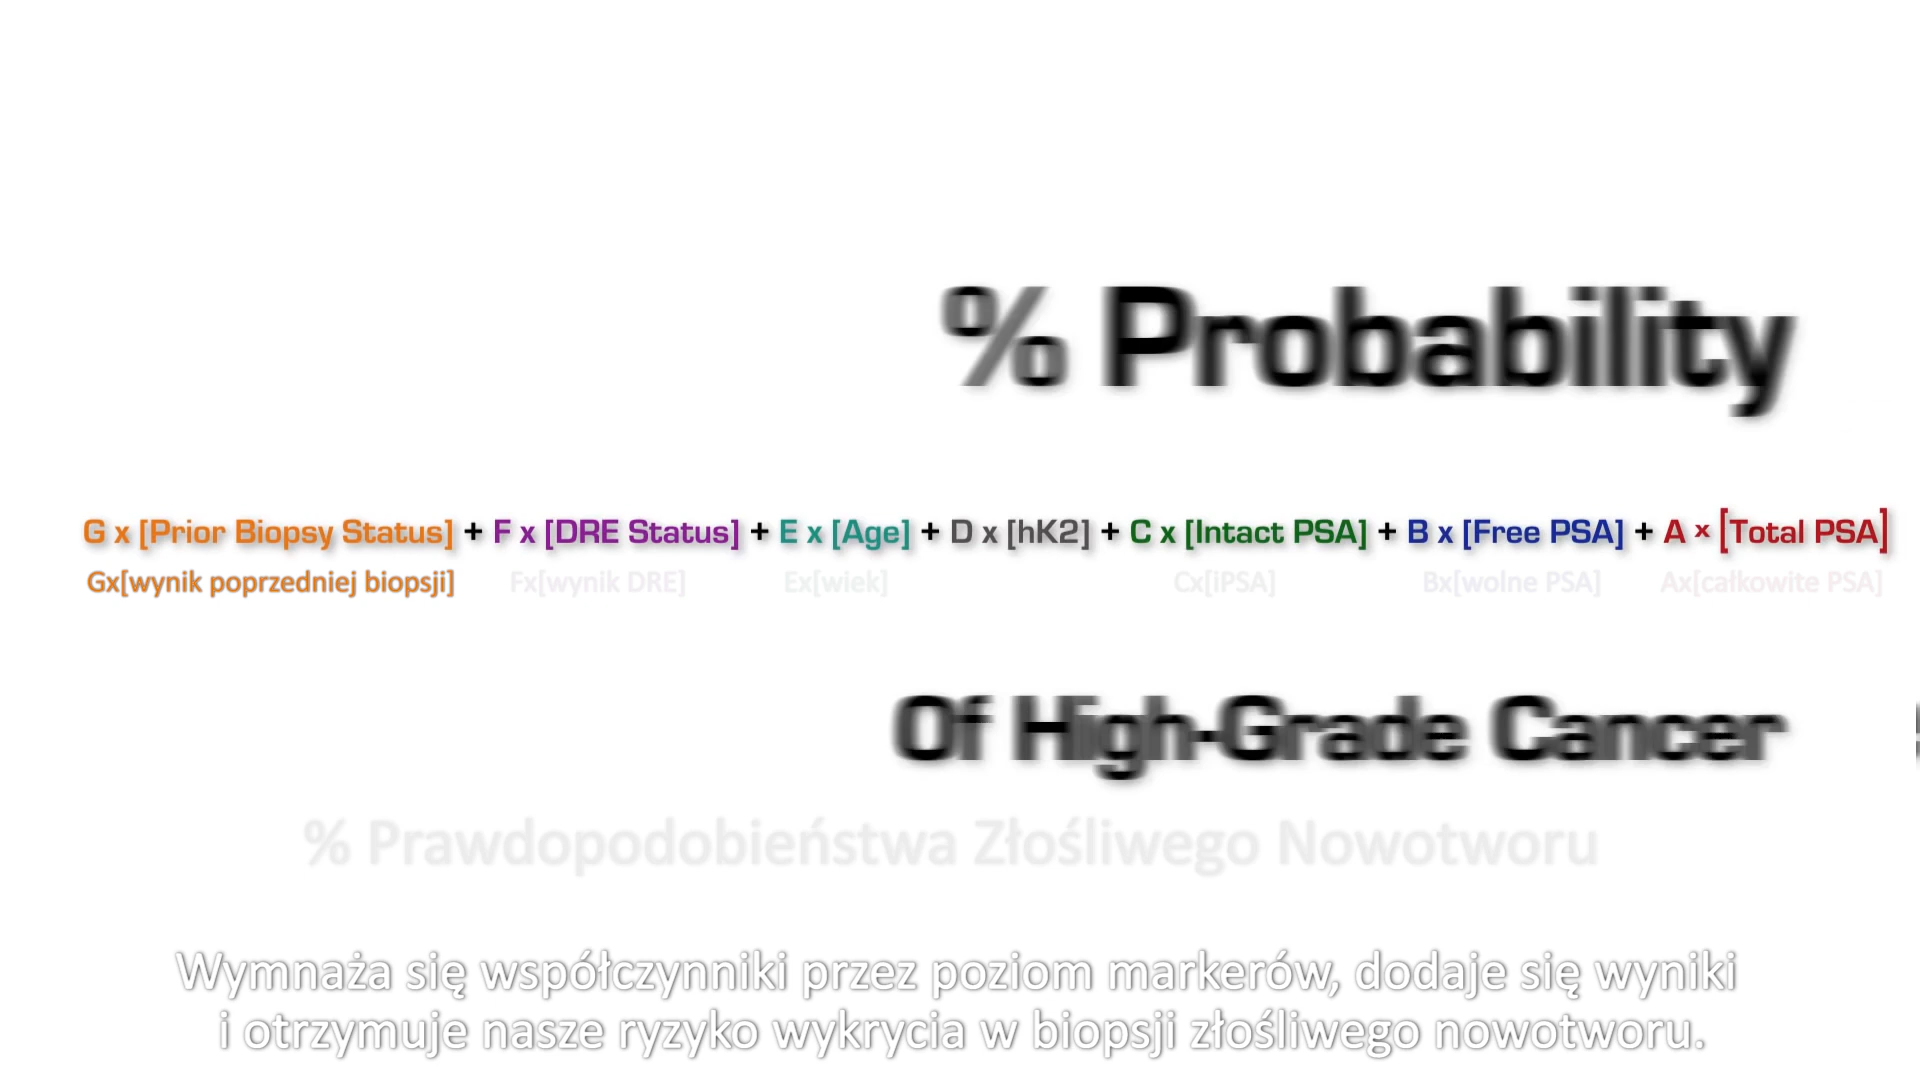 % Probability
G x [Prior Biopsy Status] + F x [DRE Status] + E x [Age] + D x [hK2] + C x [Intact PSA] + B x [Free PSA] + A x [Total PSA]
Gx[wynik poprzedniej biopsji] Fx[wynik DRE] Ex[wiek] Cx[iPSA] Bx[wolne PSA] Ax[całkowite PSA]
Of High-Grade Cancer
% Prawdopodobieństwa Złośliwego Nowotworu
Wymnaża się współczynniki przez poziom markerów, dodaje się wyniki
i otrzymuje nasze ryzyko wykrycia w biopsji złośliwego nowotworu.